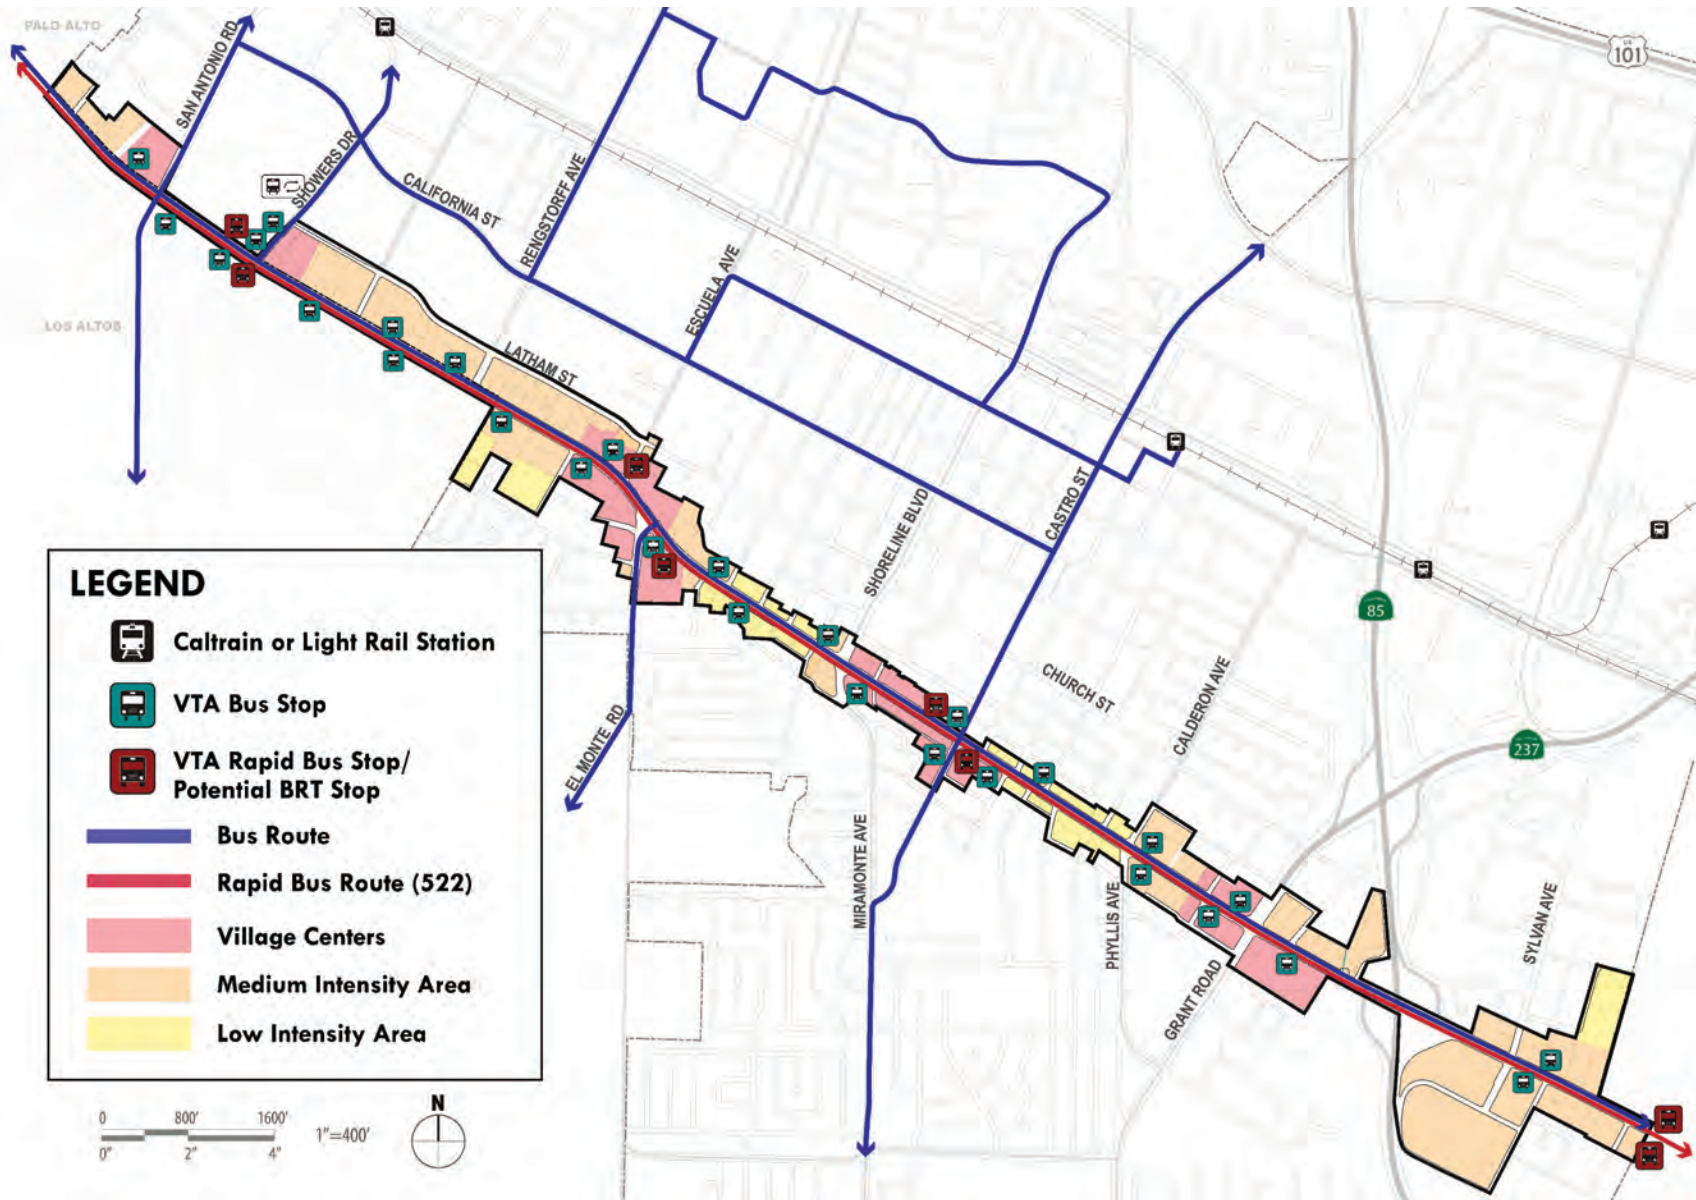 PALO ALTO
SAN ANTONIO RD
US
101
SHOWERS DR
CALIFORNIA ST
RENGSTORFF AVE
ESCUELA AVE
LOS ALTOS
LATHAM ST
SHORELINE BLVD
CASTRO ST
85
CHURCH ST
CALDERON AVE
237
EL MONTE RD
MIRAMONTE AVE
PHYLLIS AVE
GRANT ROAD
SYLVAN AVE
LEGEND
Caltrain or Light Rail Station
VTA Bus Stop
VTA Rapid Bus Stop/
Potential BRT Stop
Bus Route
Rapid Bus Route (522)
Village Centers
Medium Intensity Area
Low Intensity Area
0 800' 1600'
0" 2" 4"
1"=400'
N